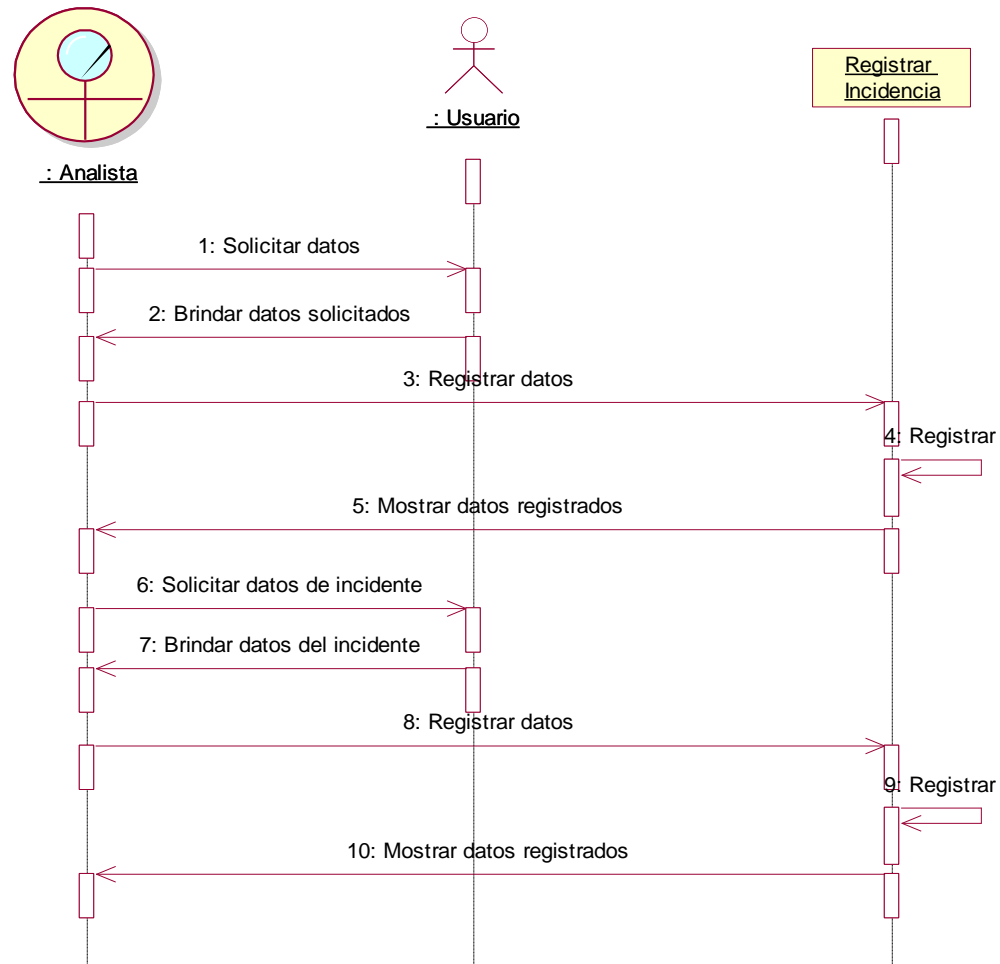 : Analista
: Usuario
Registrar
Incidencia
1: Solicitar datos
2: Brindar datos solicitados
3: Registrar datos
4: Registrar
5: Mostrar datos registrados
6: Solicitar datos de incidente
7: Brindar datos del incidente
8: Registrar datos
9: Registrar
10: Mostrar datos registrados